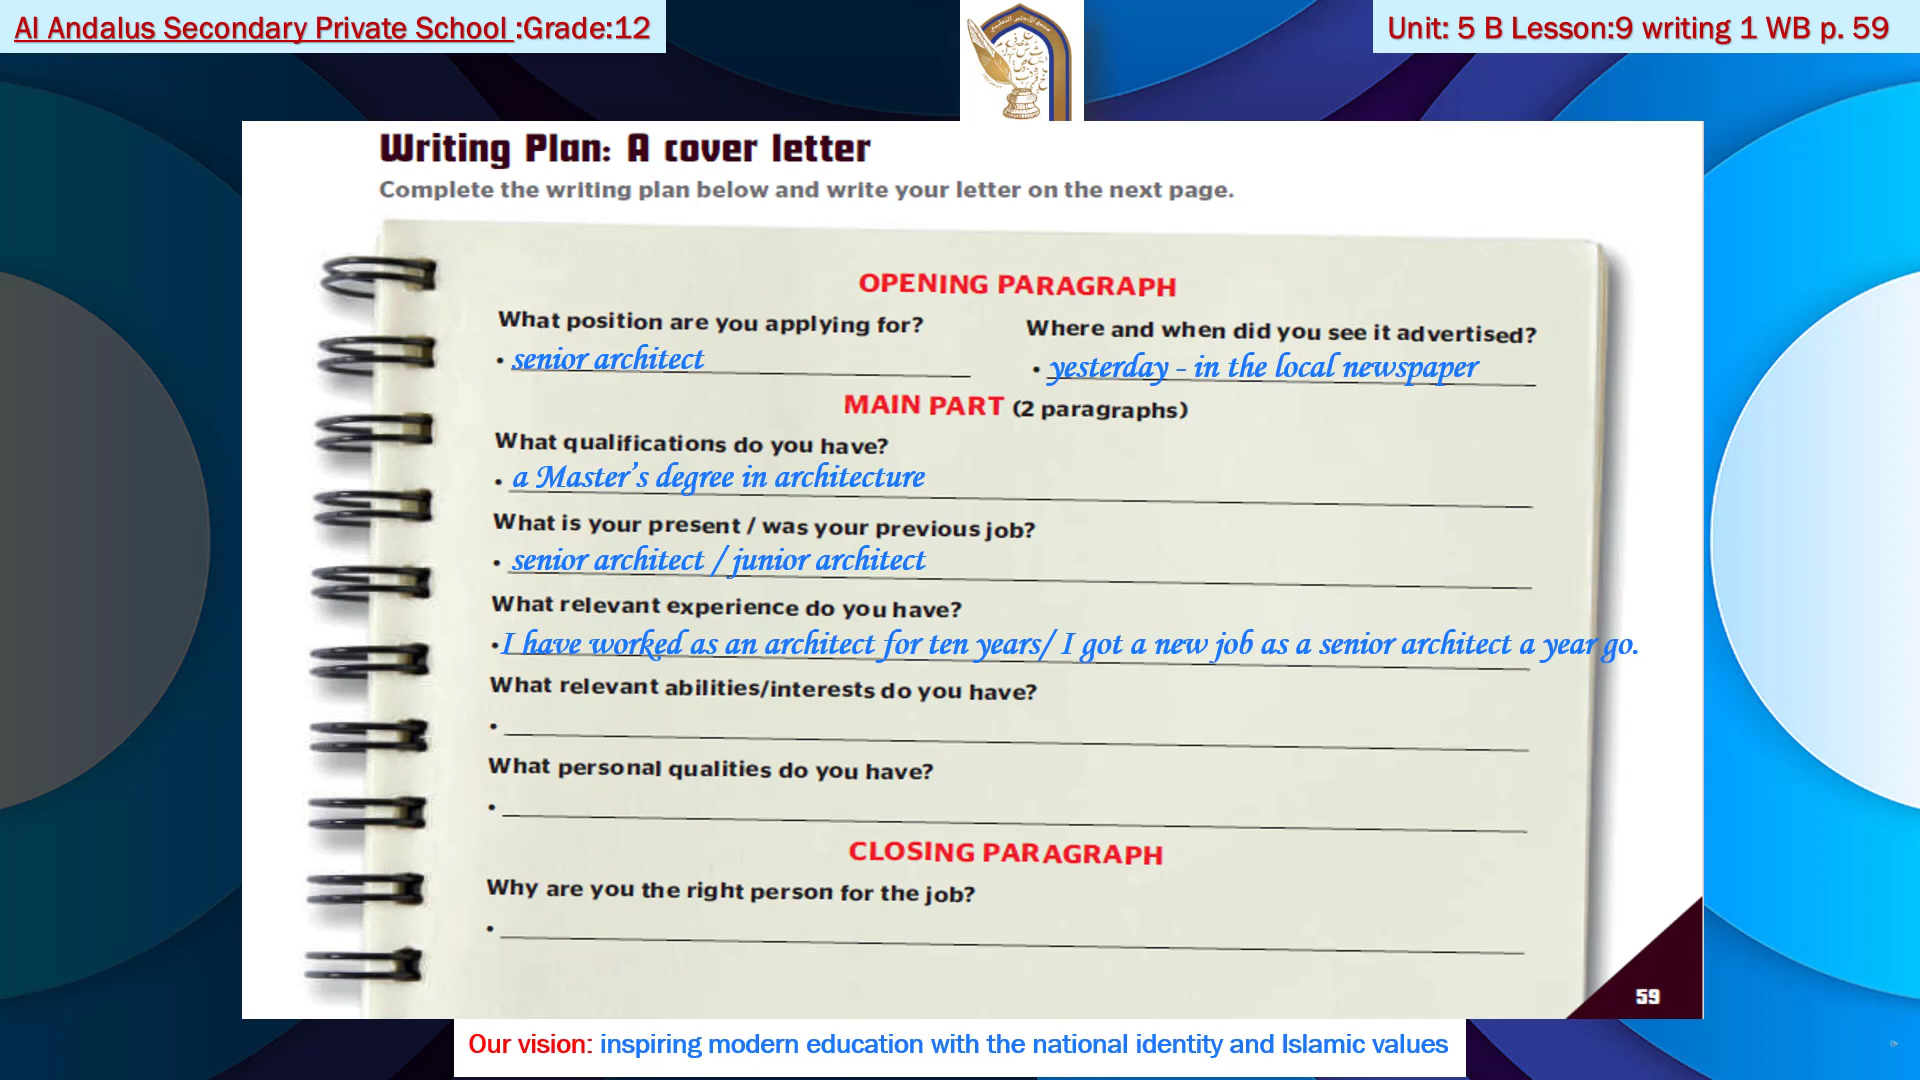 Al Andalus Secondary Private School :Grade:12
Unit: 5 B Lesson:9 writing 1 WB p. 59
Writing Plan: A cover letter
Complete the writing plan below and write your letter on the next page.
OPENING PARAGRAPH
What position are you applying for?
• senior architect
Where and when did you see it advertised?
• yesterday - in the local newspaper
MAIN PART (2 paragraphs)
What qualifications do you have?
• a Master's degree in architecture
What is your present / was your previous job?
• senior architect / junior architect
What relevant experience do you have?
•I have worked as an architect for ten years/ I got a new job as a senior architect a year go.
What relevant abilities/interests do you have?
•
What personal qualities do you have?
•
CLOSING PARAGRAPH
Why are you the right person for the job?
•
59
Our vision: inspiring modern education with the national identity and Islamic values